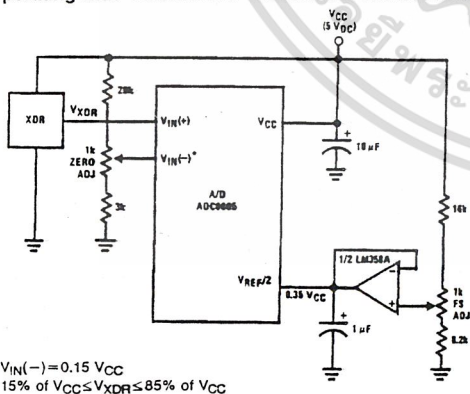 VCC
(5 VDC)
XDR
VXDR
20k
1k
ZERO
ADJ
3k
VIN(+)
VIN(−)*
A/D
ADC0805
VCC
VREF/2
+
10 µF
1/2 LM358A
−
+
0.35 VCC
+
1 µF
1k
FS
ADJ
8.2k
VIN(−)=0.15 VCC
15% of VCC≤VXDR≤85% of VCC